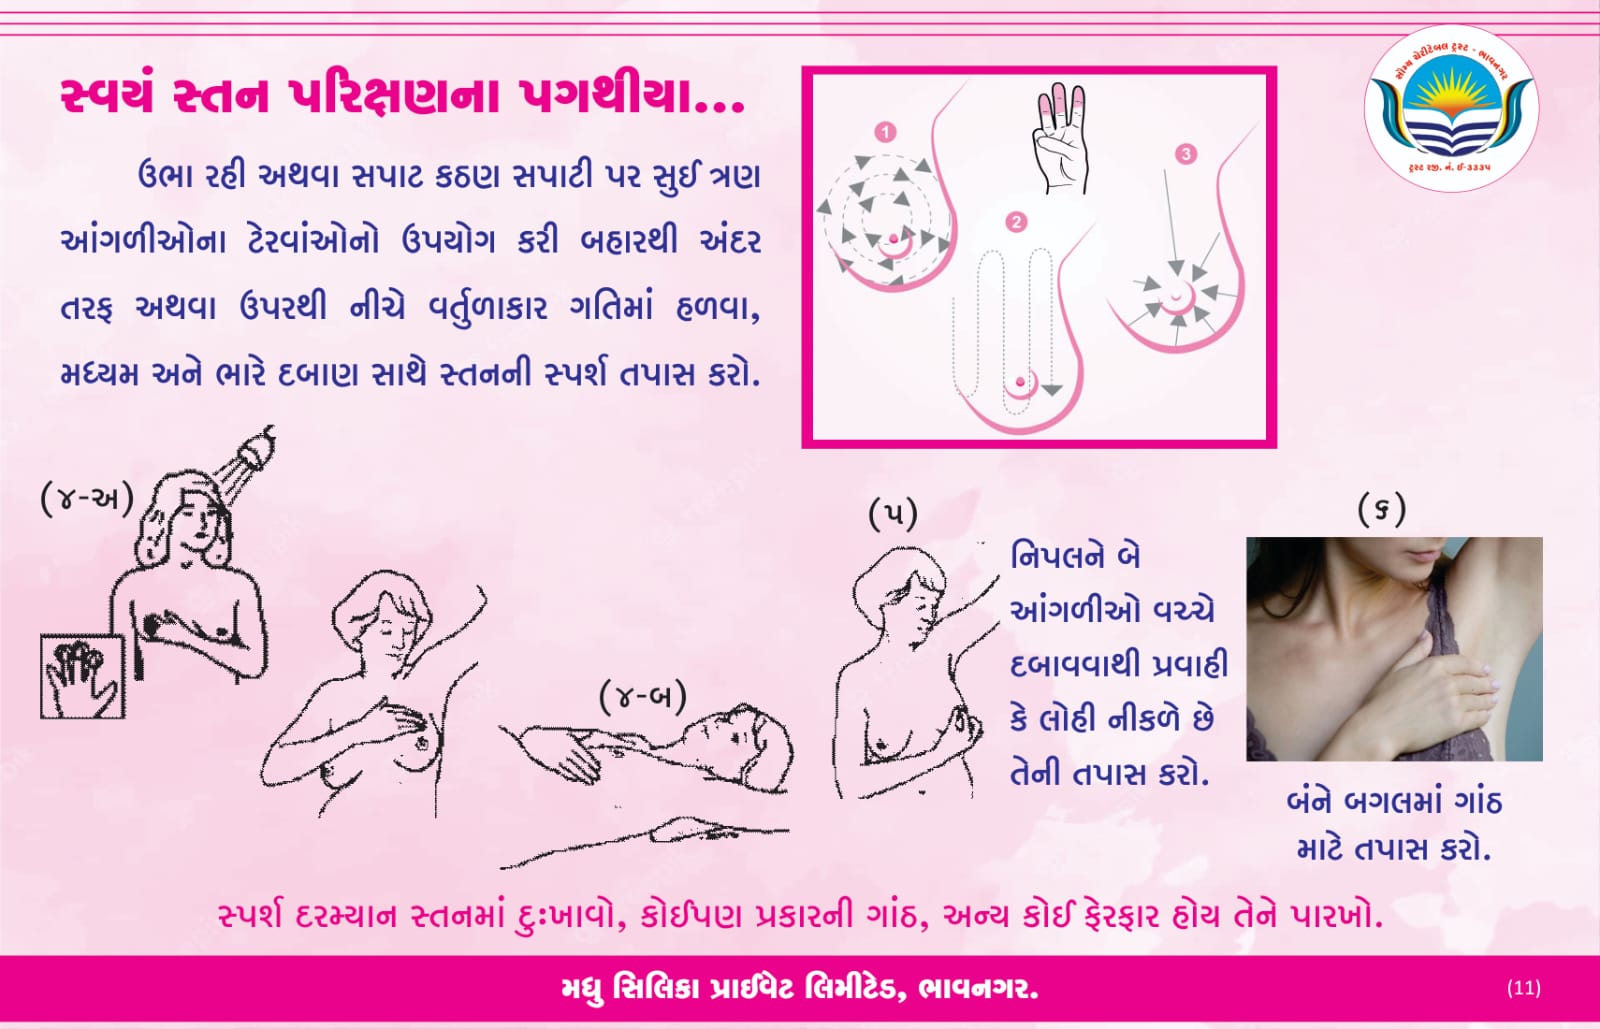 સ્વયં સ્તન પરિક્ષણના પગથીયા...
ઉભા રહી અથવા સપાટ કઠણ સપાટી પર સુઈ ત્રણ
આંગળીઓના ટેરવાંઓનો ઉપયોગ કરી બહારથી અંદર
તરફ અથવા ઉપરથી નીચે વર્તુળાકાર ગતિમાં હળવા,
મધ્યમ અને ભારે દબાણ સાથે સ્તનની સ્પર્શ તપાસ કરો.
1
2
3
સૌમ્ય ચેરીટેબલ ટ્રસ્ટ - ભાવનગર
ટ્રસ્ટ રજી. નં. ઈ-૩૩૩૫
(૪-અ)
(૪-બ)
(૫)
નિપલને બે
આંગળીઓ વચ્ચે
દબાવવાથી પ્રવાહી
કે લોહી નીકળે છે
તેની તપાસ કરો.
(૬)
બંને બગલમાં ગાંઠ
માટે તપાસ કરો.
સ્પર્શ દરમ્યાન સ્તનમાં દુઃખાવો, કોઈપણ પ્રકારની ગાંઠ, અન્ય કોઈ ફેરફાર હોય તેને પારખો.
મધુ સિલિકા પ્રાઈવેટ લિમીટેડ, ભાવનગર.
(11)